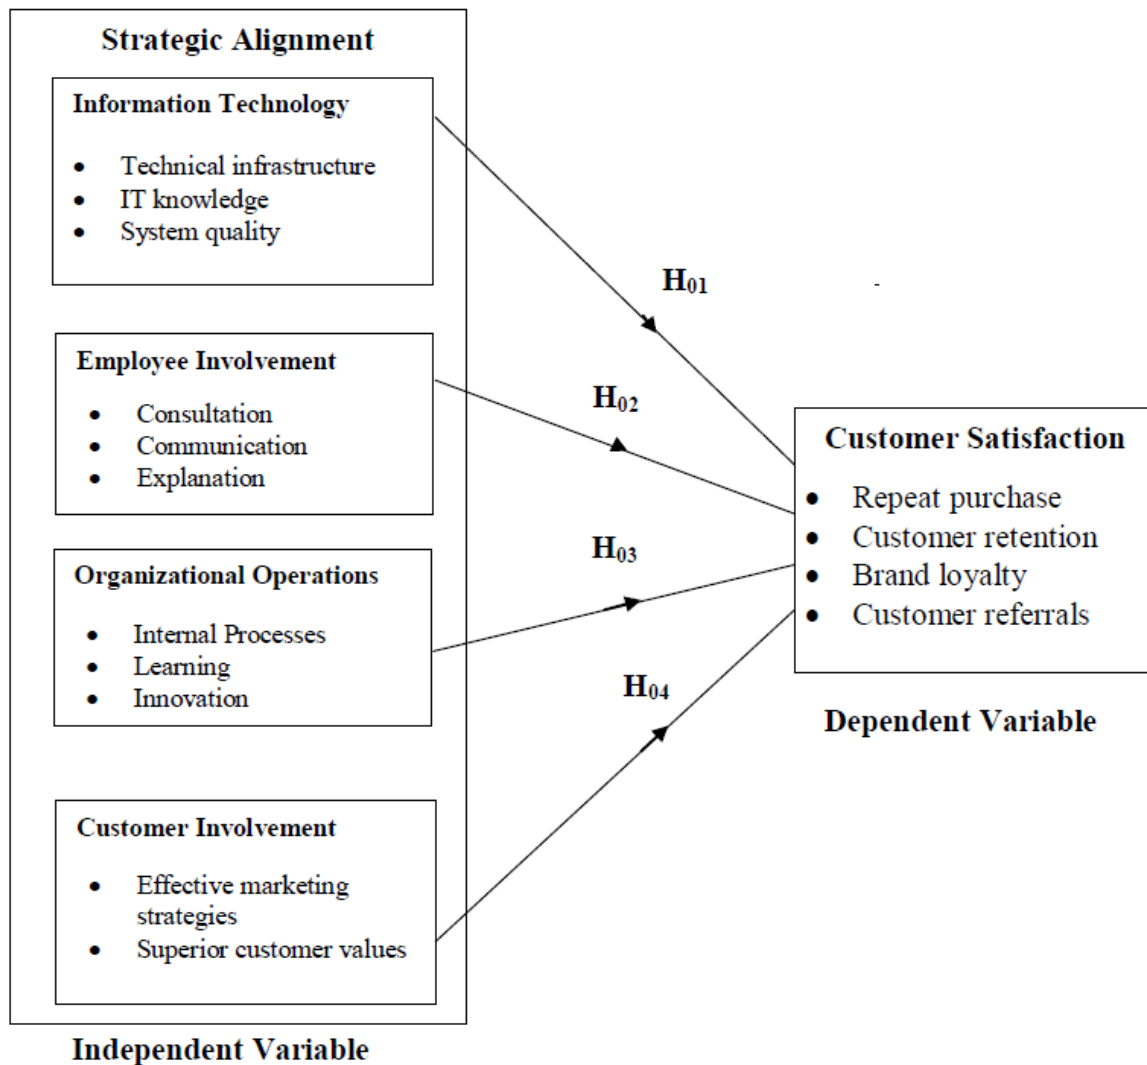 Strategic Alignment
Information Technology
• Technical infrastructure
• IT knowledge
• System quality
Employee Involvement
• Consultation
• Communication
• Explanation
Organizational Operations
• Internal Processes
• Learning
• Innovation
Customer Involvement
• Effective marketing
strategies
• Superior customer values
Independent Variable
H01
-
H02
H03
H04
Customer Satisfaction
• Repeat purchase
• Customer retention
• Brand loyalty
• Customer referrals
Dependent Variable